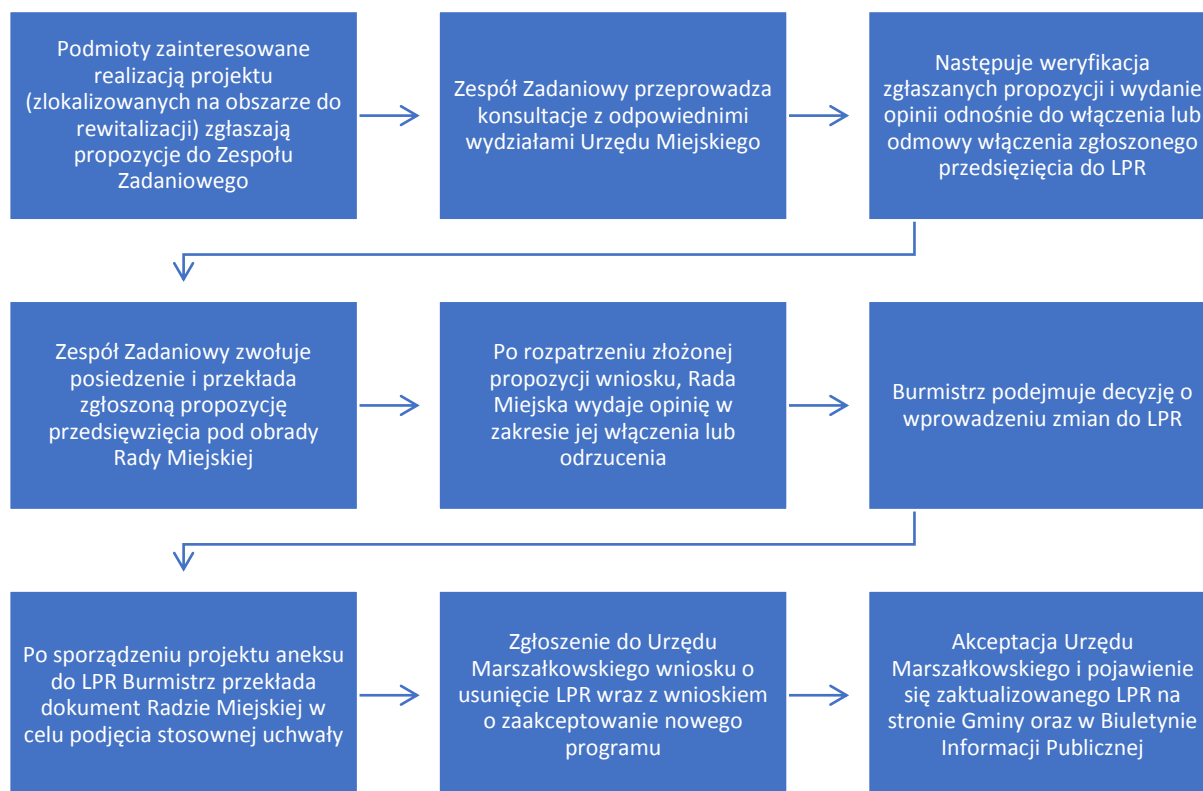 Podmioty zainteresowane
realizacją projektu
(zlokalizowanych na obszarze do
rewitalizacji) zgłaszają
propozycje do Zespołu
Zadaniowego
Zespół Zadaniowy przeprowadza
konsultacje z odpowiednimi
wydziałami Urzędu Miejskiego
Następuje weryfikacja
zgłaszanych propozycji i wydanie
opinii odnośnie do włączenia lub
odmowy włączenia zgłoszonego
przedsięzięcia do LPR
Zespół Zadaniowy zwołuje
posiedzenie i przekłada
zgłoszoną propozycję
przedsięwzięcia pod obrady
Rady Miejskiej
Po rozpatrzeniu złożonej
propozycji wniosku, Rada
Miejska wydaje opinię w
zakresie jej włączenia lub
odrzucenia
Burmistrz podejmuje decyzję o
wprowadzeniu zmian do LPR
Po sporządzeniu projektu aneksu
do LPR Burmistrz przekłada
dokument Radzie Miejskiej w
celu podjęcia stosownej uchwały
Zgłoszenie do Urzędu
Marszałkowskiego wniosku o
usunięcie LPR wraz z wnioskiem
o zaakceptowanie nowego
programu
Akceptacja Urzędu
Marszałkowskiego i pojawienie
się zaktualizowanego LPR na
stronie Gminy oraz w Biuletynie
Informacji Publicznej